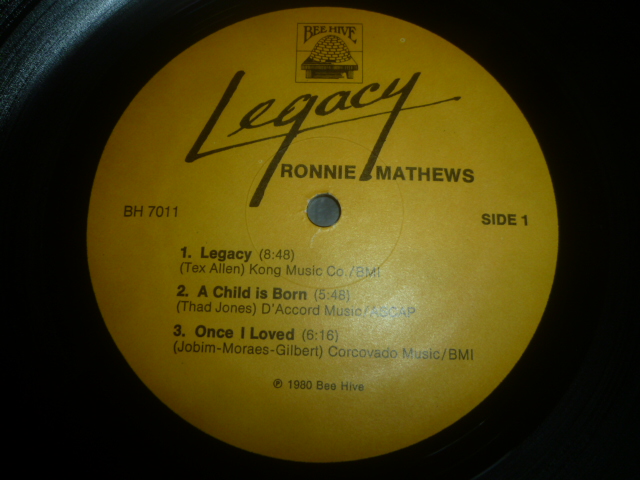 BEE HIVE
Legacy
RONNIE MATHEWS
BH 7011
SIDE 1
1. Legacy (8:48)
(Tex Allen) Kong Music Co./BMI
2. A Child is Born (5:48)
(Thad Jones) D'Accord Music/ASCAP
3. Once I Loved (6:16)
(Jobim-Moraes-Gilbert) Corcovado Music/BMI
℗ 1980 Bee Hive